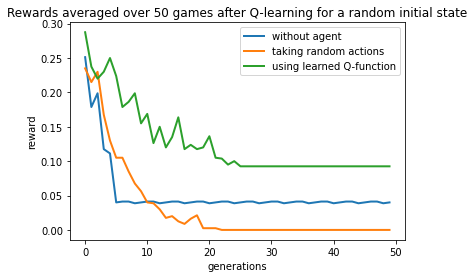 Rewards averaged over 50 games after Q-learning for a random initial state
without agent
taking random actions
using learned Q-function
reward
0.30
0.25
0.20
0.15
0.10
0.05
0.00
0 10 20 30 40 50
generations